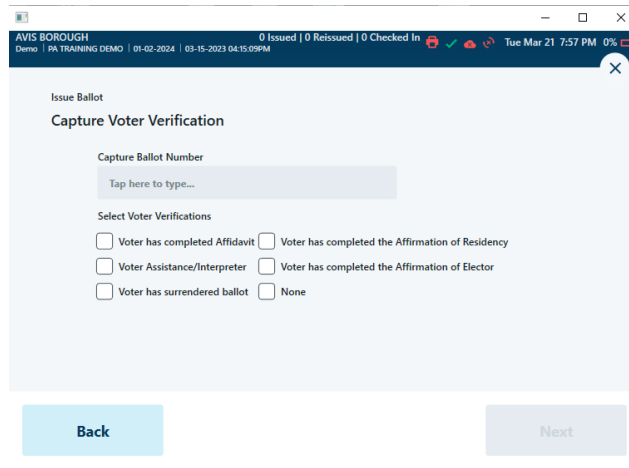 AVIS BOROUGH
0 Issued | 0 Reissued | 0 Checked In
Demo | PA TRAINING DEMO | 01-02-2024 | 03-15-2023 04:15:09PM
Tue Mar 21 7:57 PM 0%
Issue Ballot
Capture Voter Verification
Capture Ballot Number
Tap here to type...
Select Voter Verifications
Voter has completed Affidavit
Voter has completed the Affirmation of Residency
Voter Assistance/Interpreter
Voter has completed the Affirmation of Elector
Voter has surrendered ballot
None
Back
Next